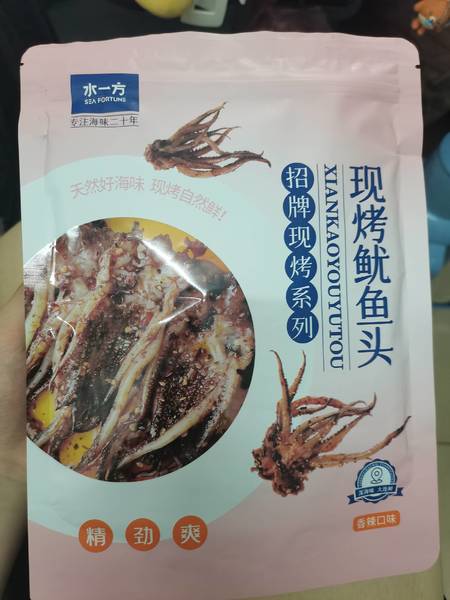 水一方
SEA FORTUNE
专注海味二十年
天然好海味 现烤自然鲜!
招牌现烤系列
XIANKAOYOUYUTOU
现烤鱿鱼头
精 劲 爽
香辣口味